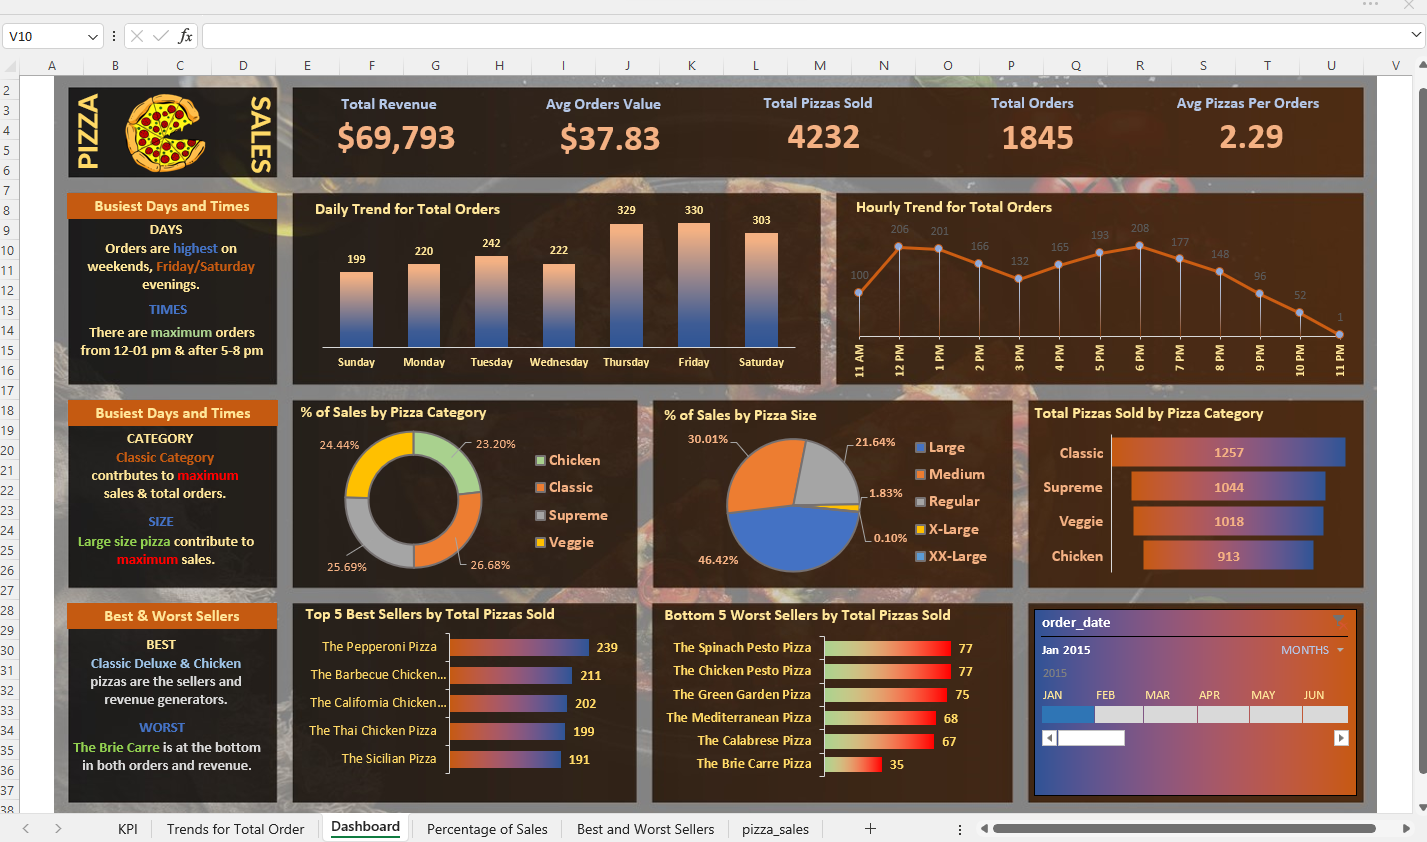 V10
fx
A B C D E F G H I J K L M N O P Q R S T U V
2
3
4
5
6
7
8
9
10
11
12
13
14
15
16
17
18
19
20
21
22
23
24
25
26
27
28
29
30
31
32
33
34
35
36
37
38
PIZZA
SALES
Total Revenue
$69,793
Avg Orders Value
$37.83
Total Pizzas Sold
4232
Total Orders
1845
Avg Pizzas Per Orders
2.29
Busiest Days and Times
DAYS
Orders are highest on
weekends, Friday/Saturday
evenings.
TIMES
There are maximum orders
from 12-01 pm & after 5-8 pm
Daily Trend for Total Orders
199 220 242 222 329 330 303
Sunday Monday Tuesday Wednesday Thursday Friday Saturday
Hourly Trend for Total Orders
100 206 201 166 132 165 193 208 177 148 96 52 1
11 AM 12 PM 1 PM 2 PM 3 PM 4 PM 5 PM 6 PM 7 PM 8 PM 9 PM 10 PM 11 PM
Busiest Days and Times
CATEGORY
Classic Category
contrbutes to maximum
sales & total orders.
SIZE
Large size pizza contribute to
maximum sales.
% of Sales by Pizza Category
24.44%
23.20%
25.69%
26.68%
Chicken
Classic
Supreme
Veggie
% of Sales by Pizza Size
30.01%
21.64%
1.83%
0.10%
46.42%
Large
Medium
Regular
X-Large
XX-Large
Total Pizzas Sold by Pizza Category
Classic 1257
Supreme 1044
Veggie 1018
Chicken 913
Best & Worst Sellers
BEST
Classic Deluxe & Chicken
pizzas are the sellers and
revenue generators.
WORST
The Brie Carre is at the bottom
in both orders and revenue.
Top 5 Best Sellers by Total Pizzas Sold
The Pepperoni Pizza 239
The Barbecue Chicken... 211
The California Chicken... 202
The Thai Chicken Pizza 199
The Sicilian Pizza 191
Bottom 5 Worst Sellers by Total Pizzas Sold
The Spinach Pesto Pizza 77
The Chicken Pesto Pizza 77
The Green Garden Pizza 75
The Mediterranean Pizza 68
The Calabrese Pizza 67
The Brie Carre Pizza 35
order_date
Jan 2015 MONTHS
2015
JAN FEB MAR APR MAY JUN
KPI Trends for Total Order Dashboard Percentage of Sales Best and Worst Sellers pizza_sales